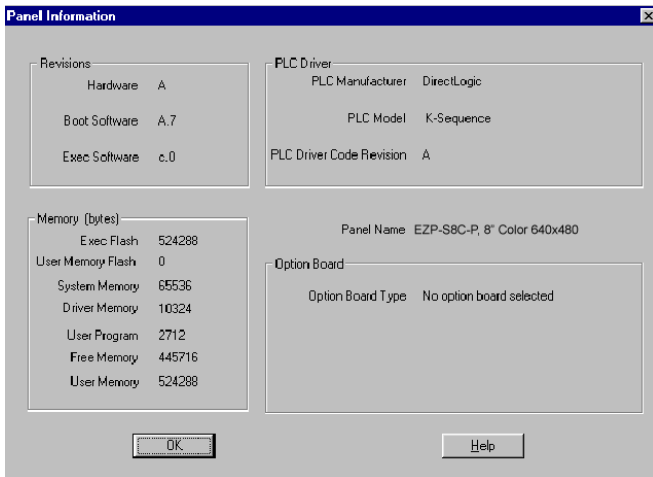 Panel Information
Revisions
Hardware A
Boot Software A.7
Exec Software c.0
PLC Driver
PLC Manufacturer DirectLogic
PLC Model K-Sequence
PLC Driver Code Revision A
Memory (bytes)
Exec Flash 524288
User Memory Flash 0
System Memory 65536
Driver Memory 10324
User Program 2712
Free Memory 445716
User Memory 524288
Panel Name EZP-S8C-P, 8" Color 640x480
Option Board
Option Board Type No option board selected
OK
Help